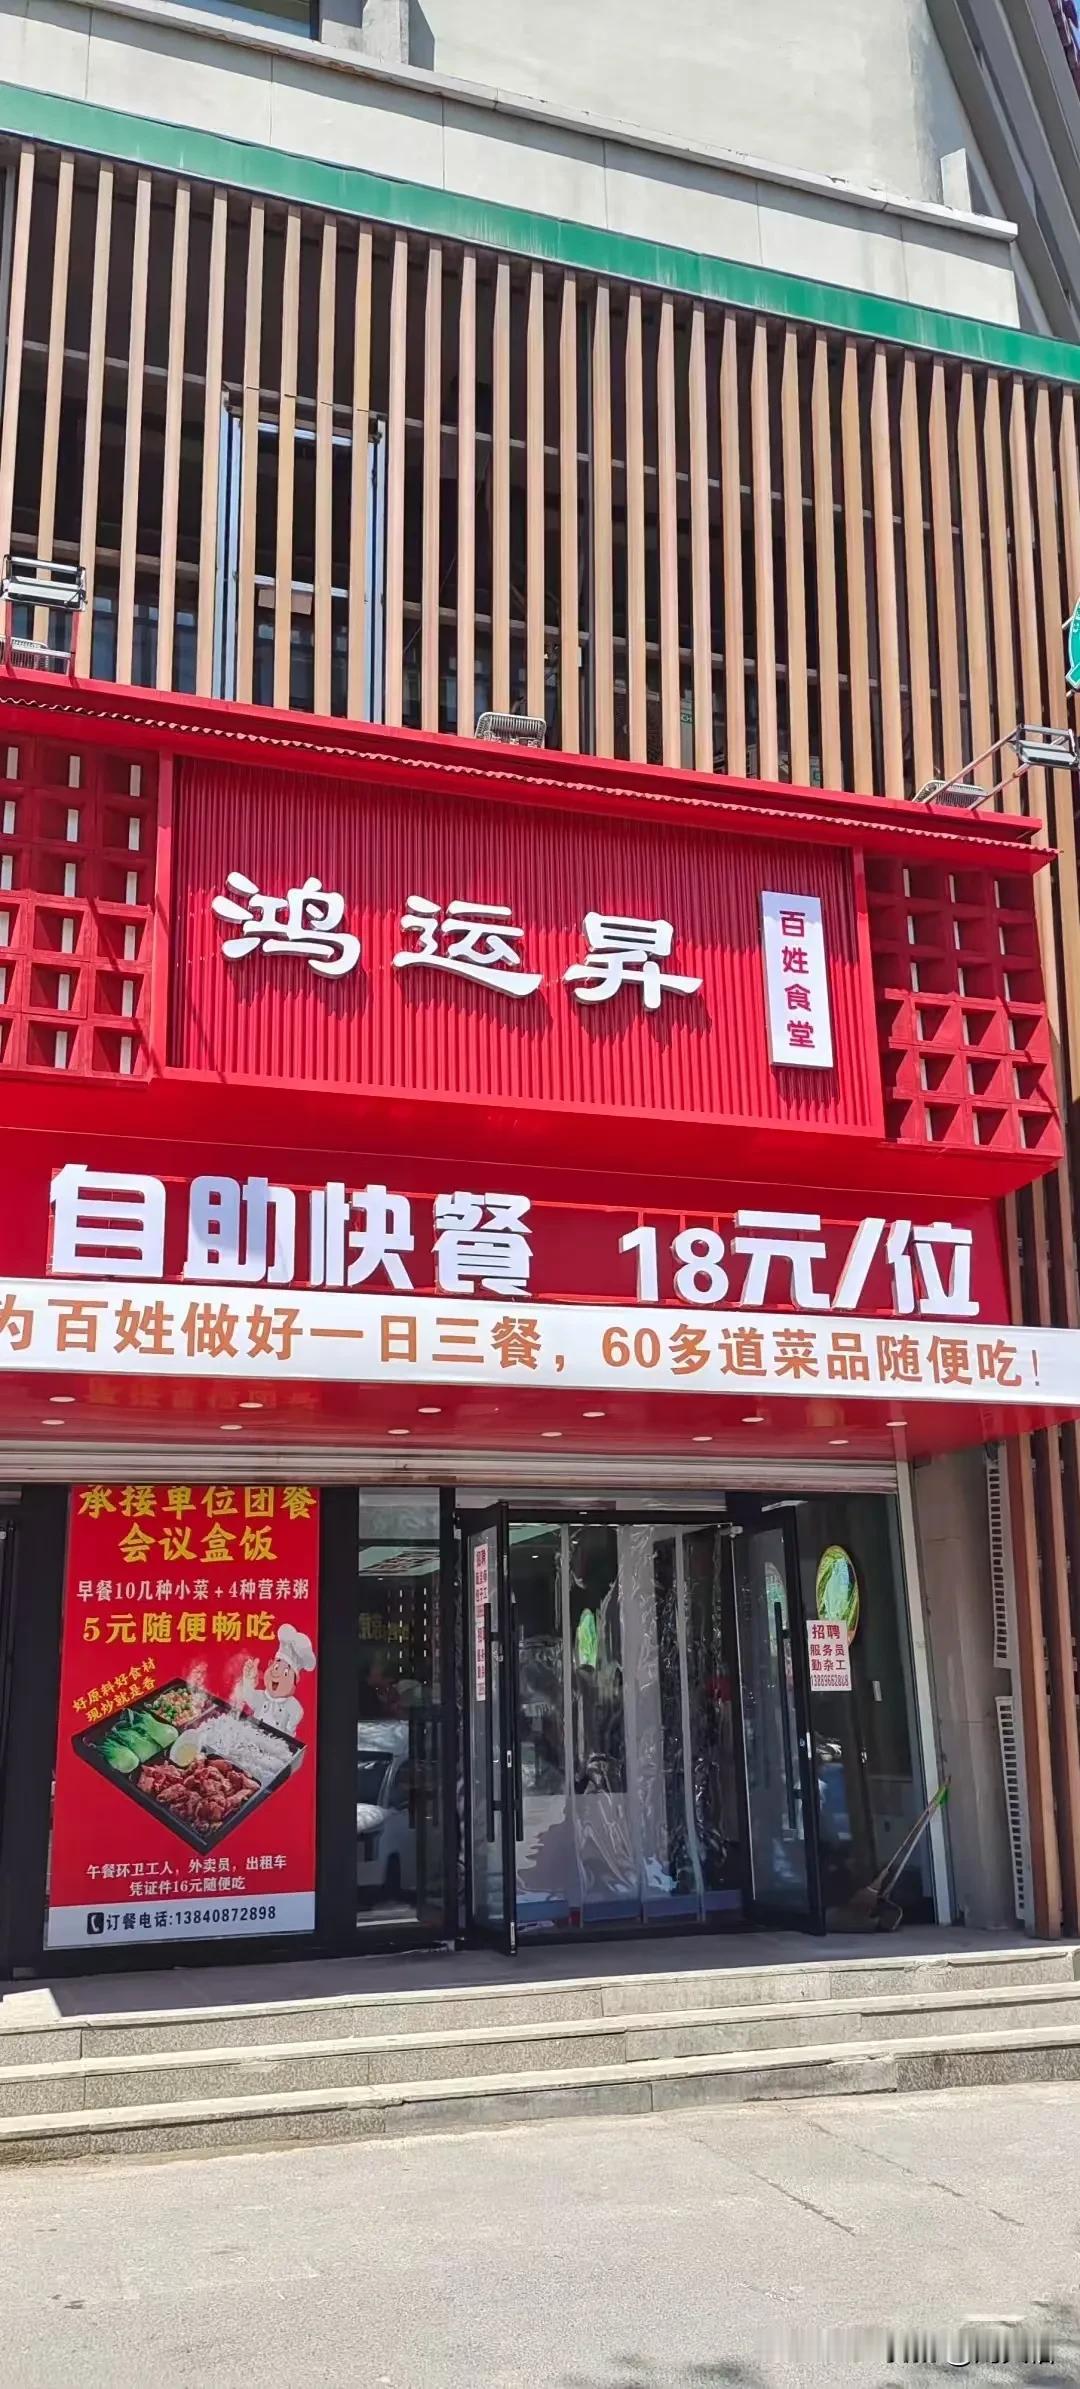 鸿运昇
百姓食堂
自助快餐 18元/位
为百姓做好一日三餐，60多道菜品随便吃！
承接单位团餐
会议盒饭
早餐10几种小菜+4种营养粥
5元随便畅吃
好原料好食材
现炒就是香
午餐环卫工人，外卖员，出租车
凭证件16元随便吃
订餐电话:13840872898
招聘
服务员
勤杂工
招聘